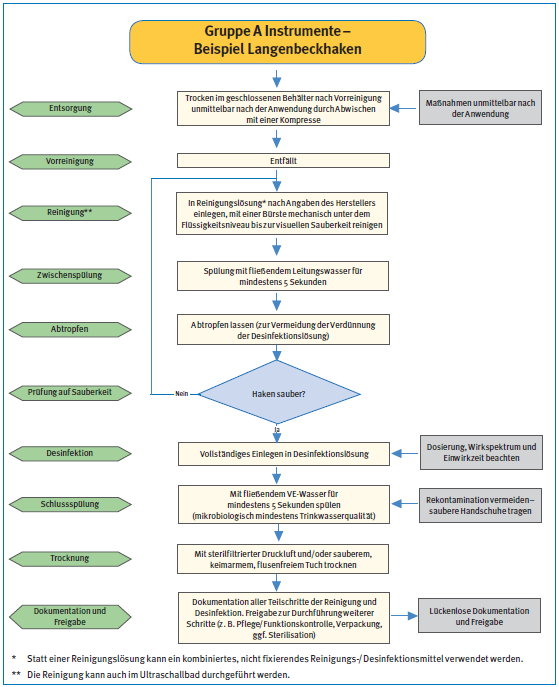 Gruppe A Instrumente –
Beispiel Langenbeckhaken
Entsorgung
Trocken im geschlossenen Behälter nach Vorreinigung
unmittelbar nach der Anwendung durch Abwischen
mit einer Kompresse
Maßnahmen unmittelbar nach
der Anwendung
Vorreinigung
Entfällt
Reinigung**
In Reinigungslösung* nach Angaben des Herstellers
einlegen, mit einer Bürste mechanisch unter dem
Flüssigkeitsniveau bis zur visuellen Sauberkeit reinigen
Zwischenspülung
Spülung mit fließendem Leitungswasser für
mindestens 5 Sekunden
Abtropfen
Abtropfen lassen (zur Vermeidung der Verdünnung
der Desinfektionslösung)
Prüfung auf Sauberkeit
Nein
Haken sauber?
Ja
Desinfektion
Vollständiges Einlegen in Desinfektionslösung
Dosierung, Wirkspektrum und
Einwirkzeit beachten
Schlussspülung
Mit fließendem VE-Wasser für
mindestens 5 Sekunden spülen
(mikrobiologisch mindestens Trinkwasserqualität)
Rekontamination vermeiden –
saubere Handschuhe tragen
Trocknung
Mit sterilfiltrierter Druckluft und/oder sauberem,
keimarmem, flusenfreiem Tuch trocknen
Dokumentation und
Freigabe
Dokumentation aller Teilschritte der Reinigung und
Desinfektion. Freigabe zur Durchführung weiterer
Schritte (z. B. Pflege/ Funktionskontrolle, Verpackung,
ggf. Sterilisation)
Lückenlose Dokumentation
und Freigabe
* Statt einer Reinigungslösung kann ein kombiniertes, nicht fixierendes Reinigungs-/ Desinfektionsmittel verwendet werden.
** Die Reinigung kann auch im Ultraschallbad durchgeführt werden.